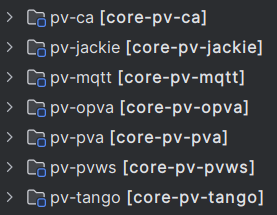 pv-ca [core-pv-ca]
pv-jackie [core-pv-jackie]
pv-mqtt [core-pv-mqtt]
pv-opva [core-pv-opva]
pv-pva [core-pv-pva]
pv-pvws [core-pv-pvws]
pv-tango [core-pv-tango]